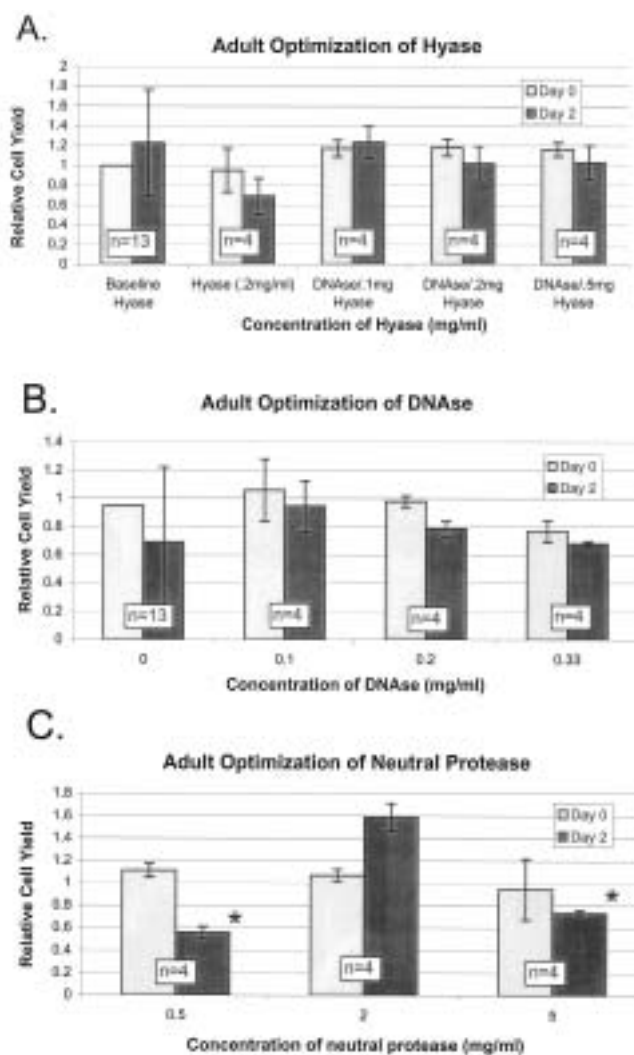 A.
Adult Optimization of Hyase
Relative Cell Yield
2
1.8
1.6
1.4
1.2
1
0.8
0.6
0.4
0.2
0
Day 0
Day 2
n=13
n=4
n=4
n=4
n=4
Baseline Hyase
Hyase (.2mg/ml)
DNAse/.1mg Hyase
DNAse/.2mg Hyase
DNAse/.5mg Hyase
Concentration of Hyase (mg/ml)
B.
Adult Optimization of DNAse
Relative Cell Yield
1.4
1.2
1
0.8
0.6
0.4
0.2
0
Day 0
Day 2
n=13
n=4
n=4
n=4
0
0.1
0.2
0.33
Concentration of DNAse (mg/ml)
C.
Adult Optimization of Neutral Protease
Relative Cell Yield
1.8
1.6
1.4
1.2
1
0.8
0.6
0.4
0.2
0
Day 0
Day 2
*
*
n=4
n=4
n=4
0.5
2
Concentration of neutral protease (mg/ml)